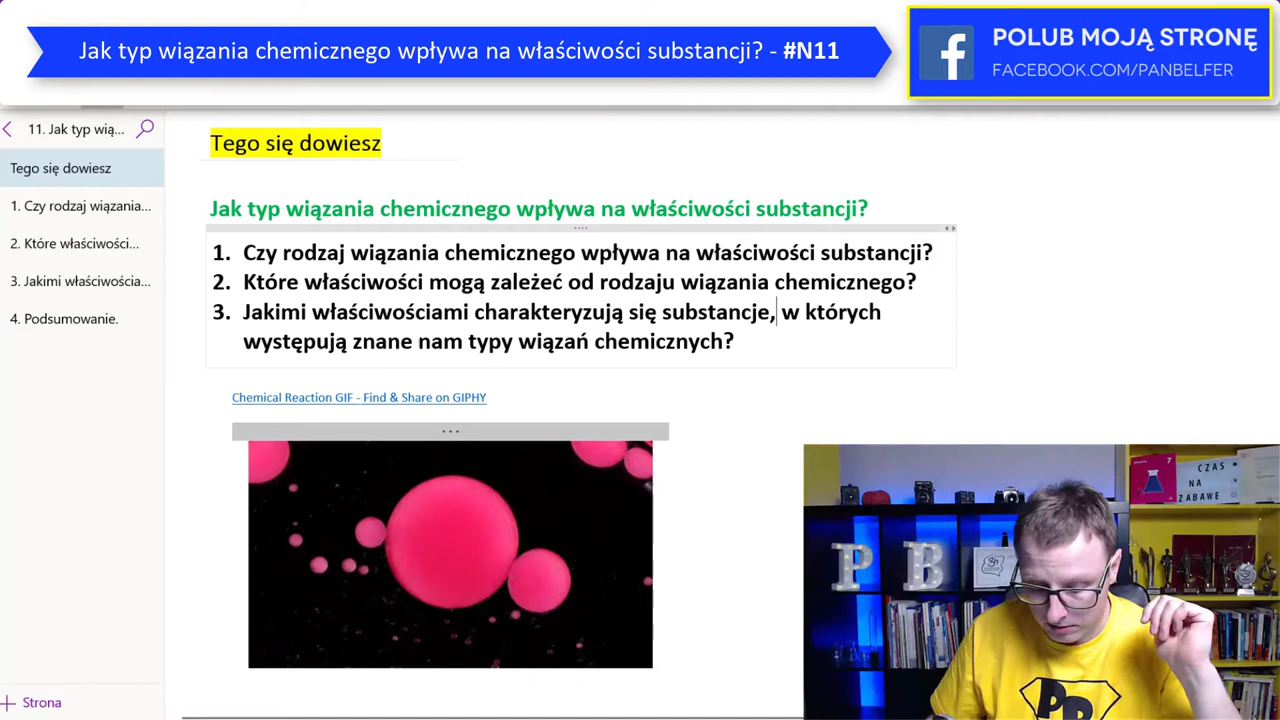 Jak typ wiązania chemicznego wpływa na właściwości substancji? - #N11
POLUB MOJĄ STRONĘ
FACEBOOK.COM/PANBELFER
11. Jak typ wią...
Tego się dowiesz
1. Czy rodzaj wiązania...
2. Które właściwości...
3. Jakimi właściwościa...
4. Podsumowanie.
Strona
Tego się dowiesz
Jak typ wiązania chemicznego wpływa na właściwości substancji?
1. Czy rodzaj wiązania chemicznego wpływa na właściwości substancji?
2. Które właściwości mogą zależeć od rodzaju wiązania chemicznego?
3. Jakimi właściwościami charakteryzują się substancje, w których
występują znane nam typy wiązań chemicznych?
Chemical Reaction GIF - Find & Share on GIPHY
CZAS
NA
ZABAWE
7
P B
PB